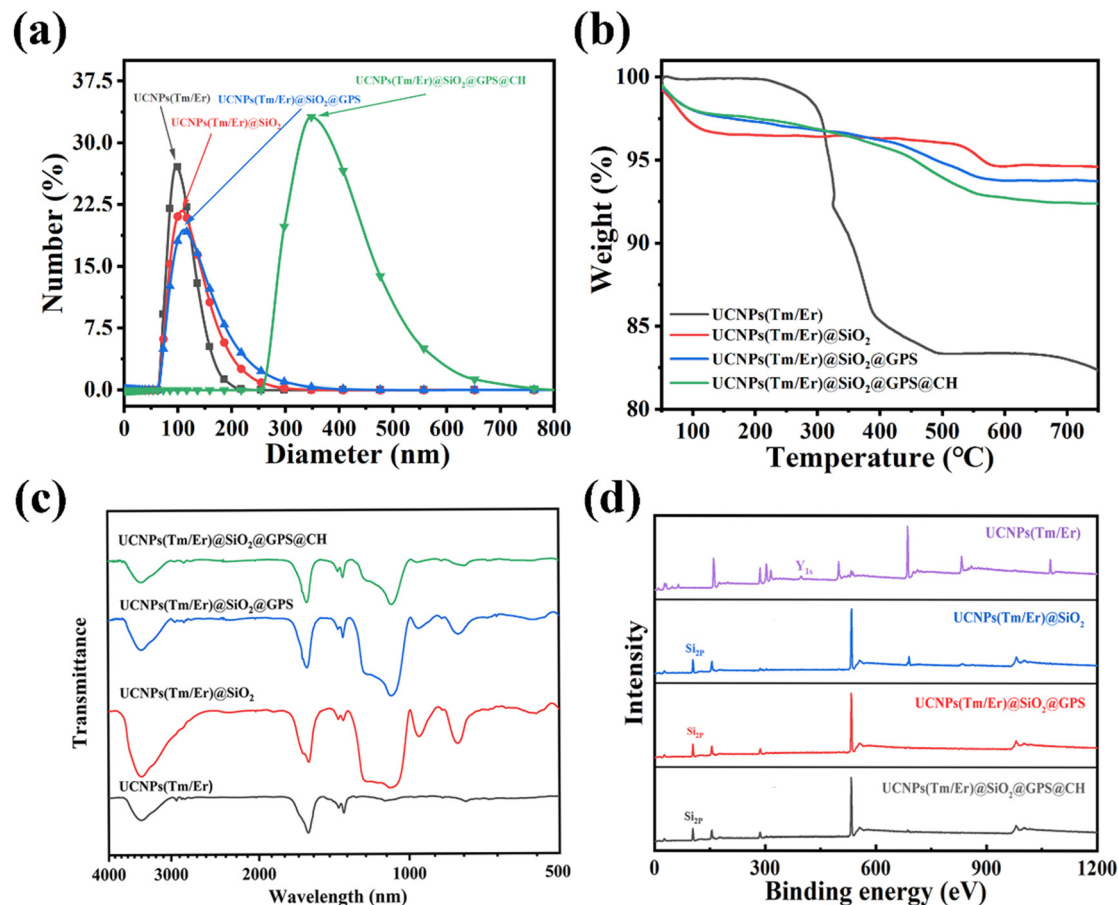 (a)
Number (%)
37.5
30.0
22.5
15.0
7.5
0.0
UCNPs(Tm/Er)@SiO₂@GPS@CH
UCNPs(Tm/Er)
UCNPs(Tm/Er)@SiO₂@GPS
UCNPs(Tm/Er)@SiO₂
0 100 200 300 400 500 600 700 800
Diameter (nm)
(b)
Weight (%)
100
95
90
85
80
UCNPs(Tm/Er)
UCNPs(Tm/Er)@SiO₂
UCNPs(Tm/Er)@SiO₂@GPS
UCNPs(Tm/Er)@SiO₂@GPS@CH
100 200 300 400 500 600 700
Temperature (°C)
(c)
Transmittance
UCNPs(Tm/Er)@SiO₂@GPS@CH
UCNPs(Tm/Er)@SiO₂@GPS
UCNPs(Tm/Er)@SiO₂
UCNPs(Tm/Er)
4000 3000 2000 1000 500
Wavelength (nm)
(d)
Intensity
UCNPs(Tm/Er)
Y₁ₛ
UCNPs(Tm/Er)@SiO₂
Si₂P
UCNPs(Tm/Er)@SiO₂@GPS
Si₂P
UCNPs(Tm/Er)@SiO₂@GPS@CH
Si₂P
0 300 600 900 1200
Binding energy (eV)